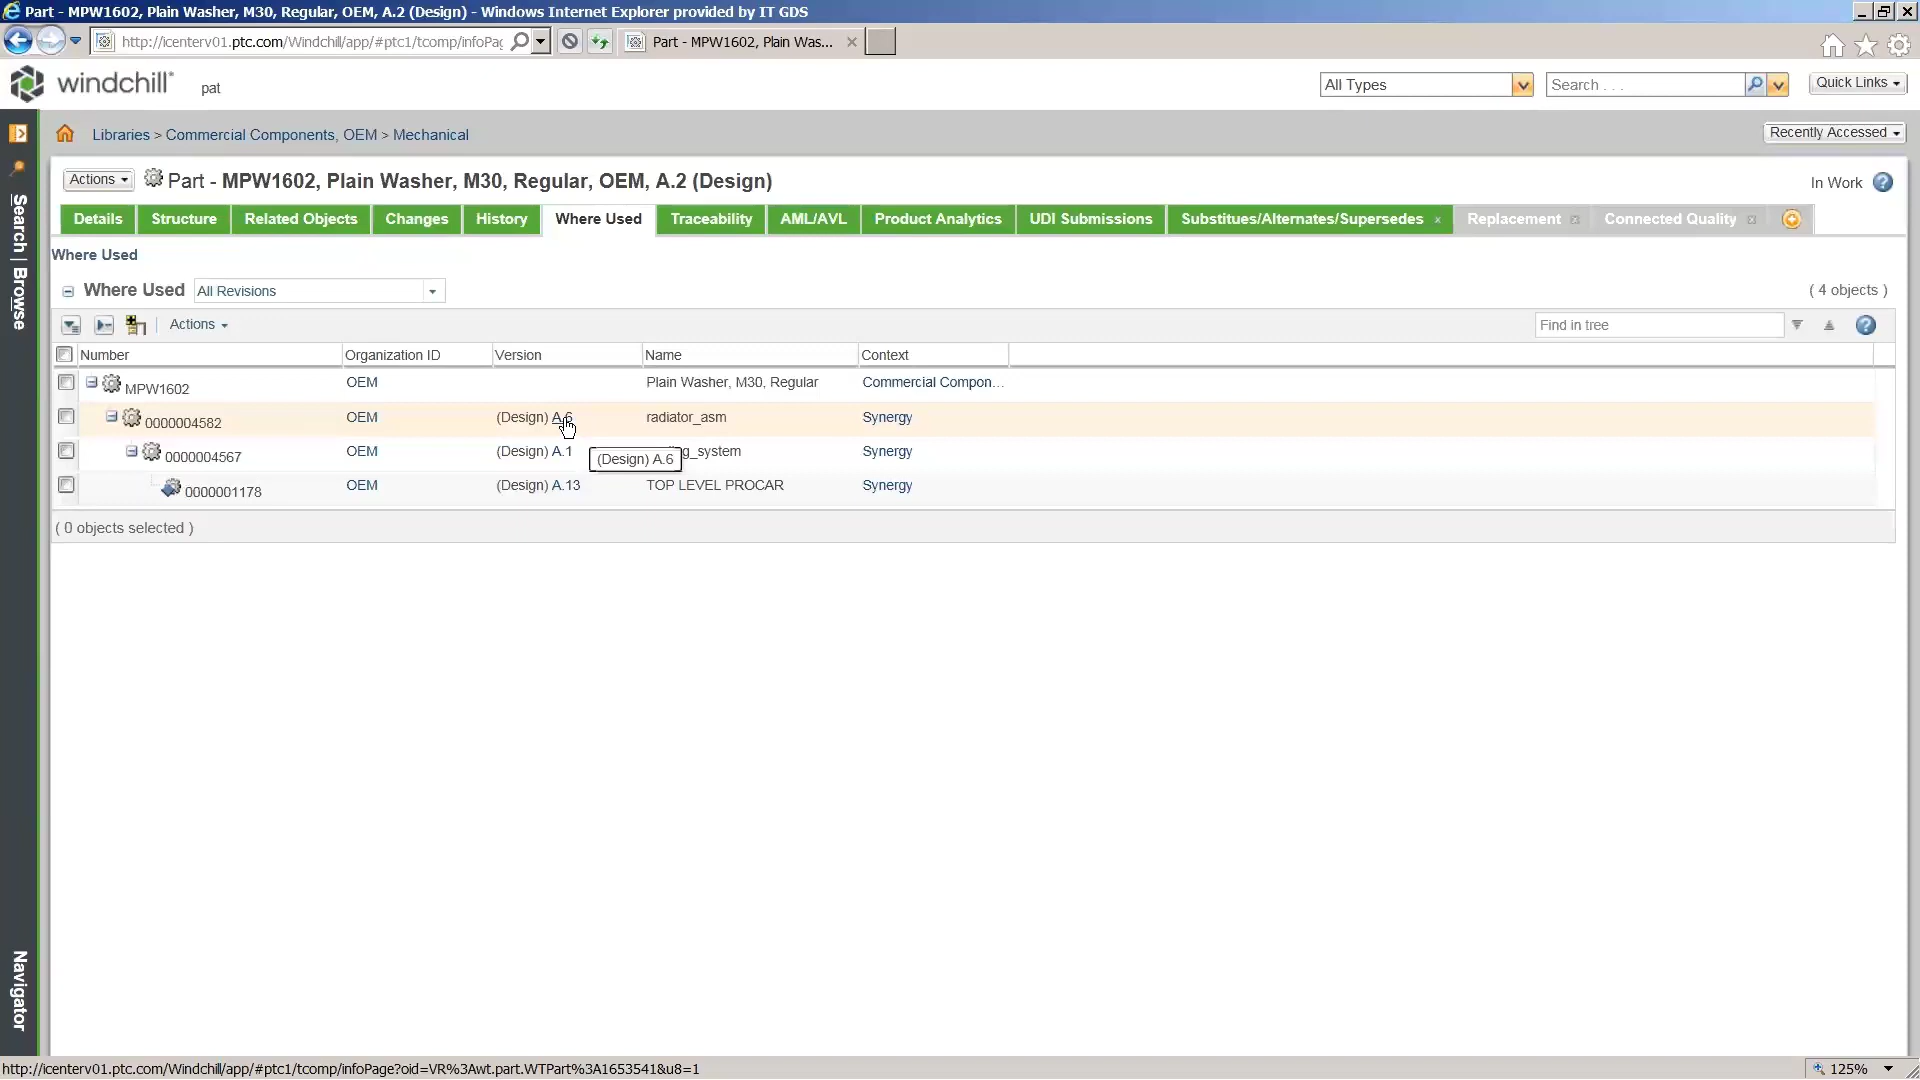 Part - MPW1602, Plain Washer, M30, Regular, OEM, A.2 (Design) - Windows Internet Explorer provided by IT GDS
http://icenterv01.ptc.com/Windchill/app/#ptc1/tcomp/infoPag
Part - MPW1602, Plain Was...
windchill
pat
All Types
Search . . .
Quick Links
Libraries > Commercial Components, OEM > Mechanical
Recently Accessed
Actions
Part - MPW1602, Plain Washer, M30, Regular, OEM, A.2 (Design)
In Work
Details Structure Related Objects Changes History Where Used Traceability AML/AVL Product Analytics UDI Submissions Substitues/Alternates/Supersedes Replacement Connected Quality
Where Used
Where Used All Revisions ( 4 objects )
Actions Find in tree
Number Organization ID Version Name Context
MPW1602 OEM Plain Washer, M30, Regular Commercial Compon...
0000004582 OEM (Design) A.6 radiator_asm Synergy
0000004567 OEM (Design) A.1 g_system Synergy
(Design) A.6
0000001178 OEM (Design) A.13 TOP LEVEL PROCAR Synergy
( 0 objects selected )
Search | Browse
Navigator
http://icenterv01.ptc.com/Windchill/app/#ptc1/tcomp/infoPage?oid=VR%3Awt.part.WTPart%3A1653541&u8=1
125%